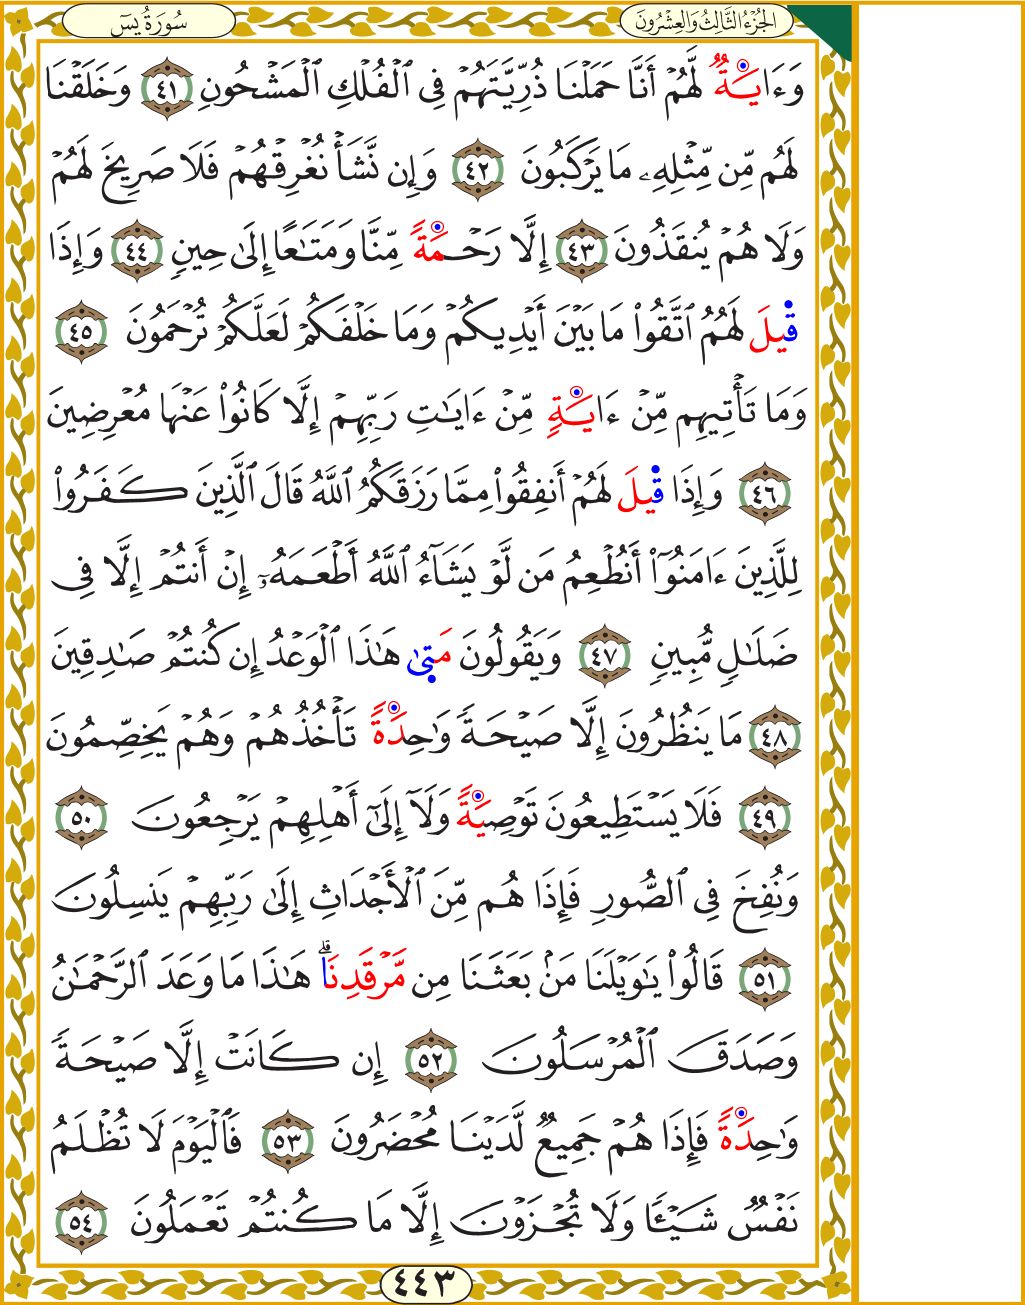 الجُزْءُ الثَّالِثُ وَالعِشْرُونَ
سُورَةُ يسٓ
وَءَايَةٌ لَّهُمْ أَنَّا حَمَلْنَا ذُرِّيَّتَهُمْ فِي ٱلْفُلْكِ ٱلْمَشْحُونِ ٤١ وَخَلَقْنَا
لَهُم مِّن مِّثْلِهِۦ مَا يَرْكَبُونَ ٤٢ وَإِن نَّشَأْ نُغْرِقْهُمْ فَلَا صَرِيخَ لَهُمْ
وَلَا هُمْ يُنقَذُونَ ٤٣ إِلَّا رَحْمَةً مِّنَّا وَمَتَـٰعًا إِلَىٰ حِينٍ ٤٤ وَإِذَا
قِيلَ لَهُمُ ٱتَّقُوا۟ مَا بَيْنَ أَيْدِيكُمْ وَمَا خَلْفَكُمْ لَعَلَّكُمْ تُرْحَمُونَ ٤٥
وَمَا تَأْتِيهِم مِّنْ ءَايَةٍ مِّنْ ءَايَـٰتِ رَبِّهِمْ إِلَّا كَانُوا۟ عَنْهَا مُعْرِضِينَ
٤٦ وَإِذَا قِيلَ لَهُمْ أَنفِقُوا۟ مِمَّا رَزَقَكُمُ ٱللَّهُ قَالَ ٱلَّذِينَ كَفَرُوا۟
لِلَّذِينَ ءَامَنُوٓا۟ أَنُطْعِمُ مَن لَّوْ يَشَآءُ ٱللَّهُ أَطْعَمَهُۥٓ إِنْ أَنتُمْ إِلَّا فِي
ضَلَـٰلٍ مُّبِينٍ ٤٧ وَيَقُولُونَ مَتَىٰ هَـٰذَا ٱلْوَعْدُ إِن كُنتُمْ صَـٰدِقِينَ
٤٨ مَا يَنظُرُونَ إِلَّا صَيْحَةً وَٰحِدَةً تَأْخُذُهُمْ وَهُمْ يَخِصِّمُونَ
٤٩ فَلَا يَسْتَطِيعُونَ تَوْصِيَةً وَلَآ إِلَىٰٓ أَهْلِهِمْ يَرْجِعُونَ ٥٠
وَنُفِخَ فِي ٱلصُّورِ فَإِذَا هُم مِّنَ ٱلْأَجْدَاثِ إِلَىٰ رَبِّهِمْ يَنسِلُونَ
٥١ قَالُوا۟ يَـٰوَيْلَنَا مَنۢ بَعَثَنَا مِن مَّرْقَدِنَاۗ هَـٰذَا مَا وَعَدَ ٱلرَّحْمَـٰنُ
وَصَدَقَ ٱلْمُرْسَلُونَ ٥٢ إِن كَانَتْ إِلَّا صَيْحَةً
وَٰحِدَةً فَإِذَا هُمْ جَمِيعٌ لَّدَيْنَا مُحْضَرُونَ ٥٣ فَٱلْيَوْمَ لَا تُظْلَمُ
نَفْسٌ شَيْـًٔا وَلَا تُجْزَوْنَ إِلَّا مَا كُنتُمْ تَعْمَلُونَ ٥٤
٤٤٣